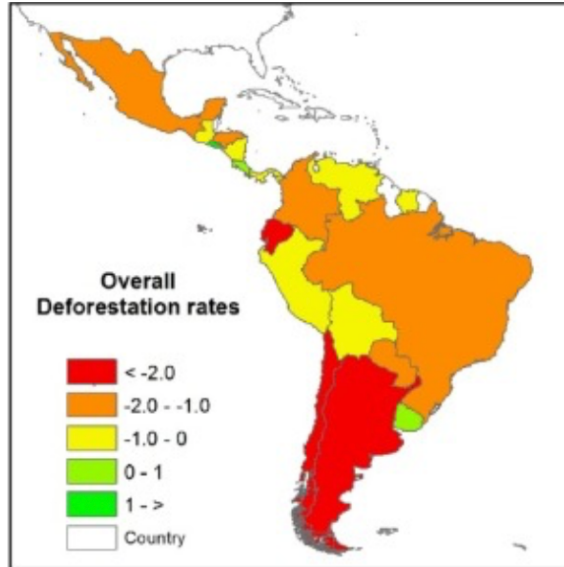 Overall
Deforestation rates
< -2.0
-2.0 - -1.0
-1.0 - 0
0 - 1
1 - >
Country